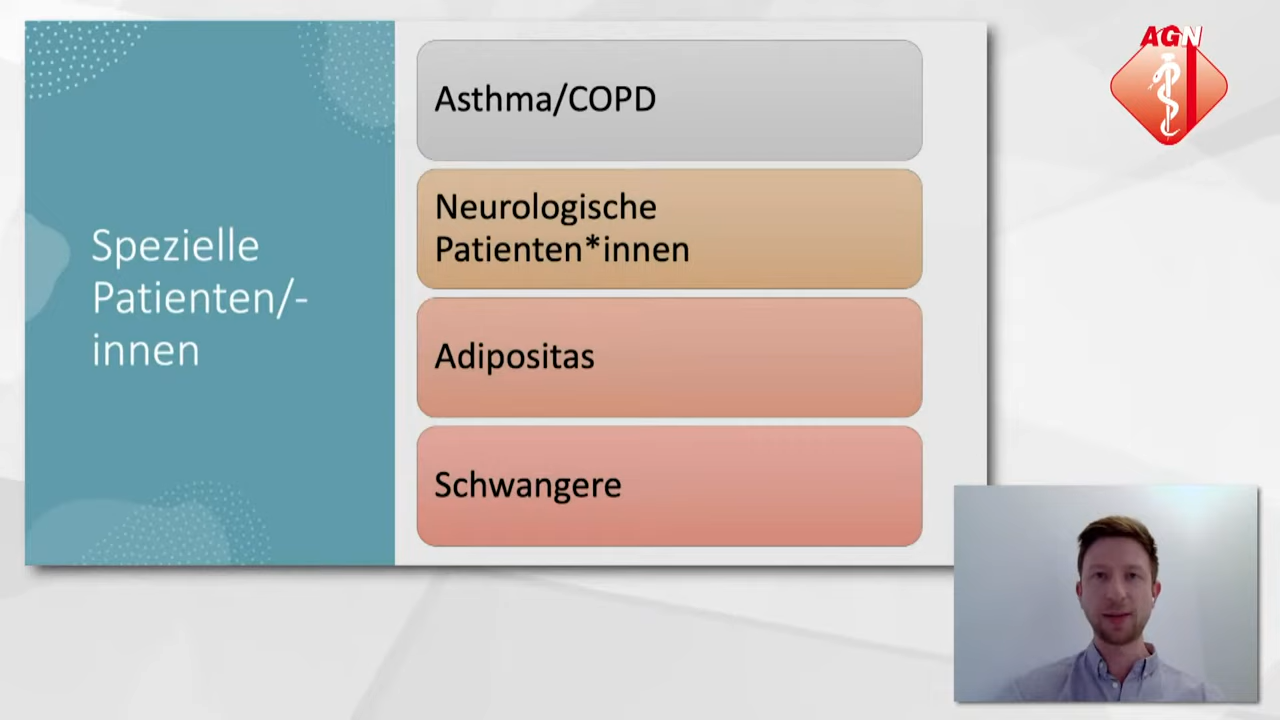 Spezielle
Patienten/-
innen
Asthma/COPD
Neurologische
Patienten*innen
Adipositas
Schwangere
AGN